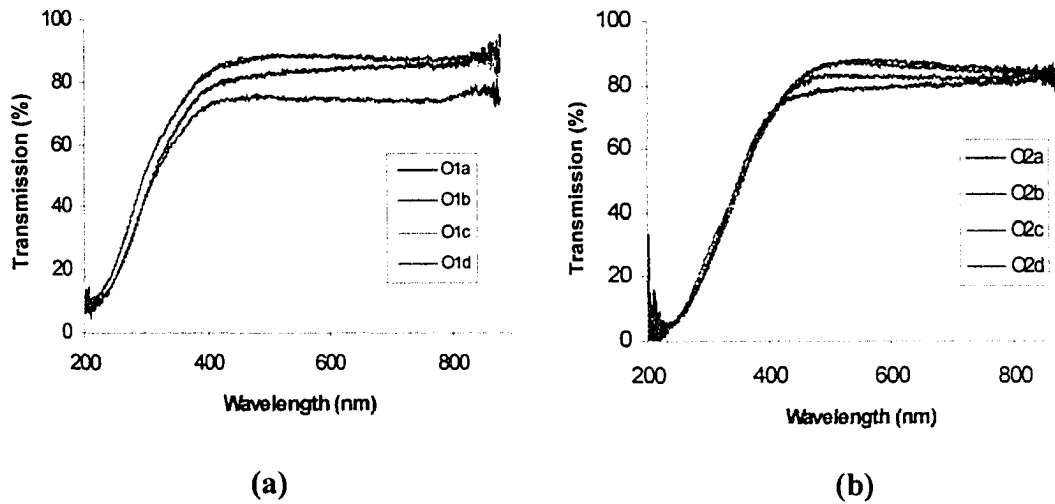 100
80
60
40
20
0
Transmission (%)
200
400
600
800
Wavelength (nm)
O1a
O1b
O1c
O1d
(a)
100
80
60
40
20
0
Transmission (%)
200
400
600
800
Wavelength (nm)
O2a
O2b
O2c
O2d
(b)